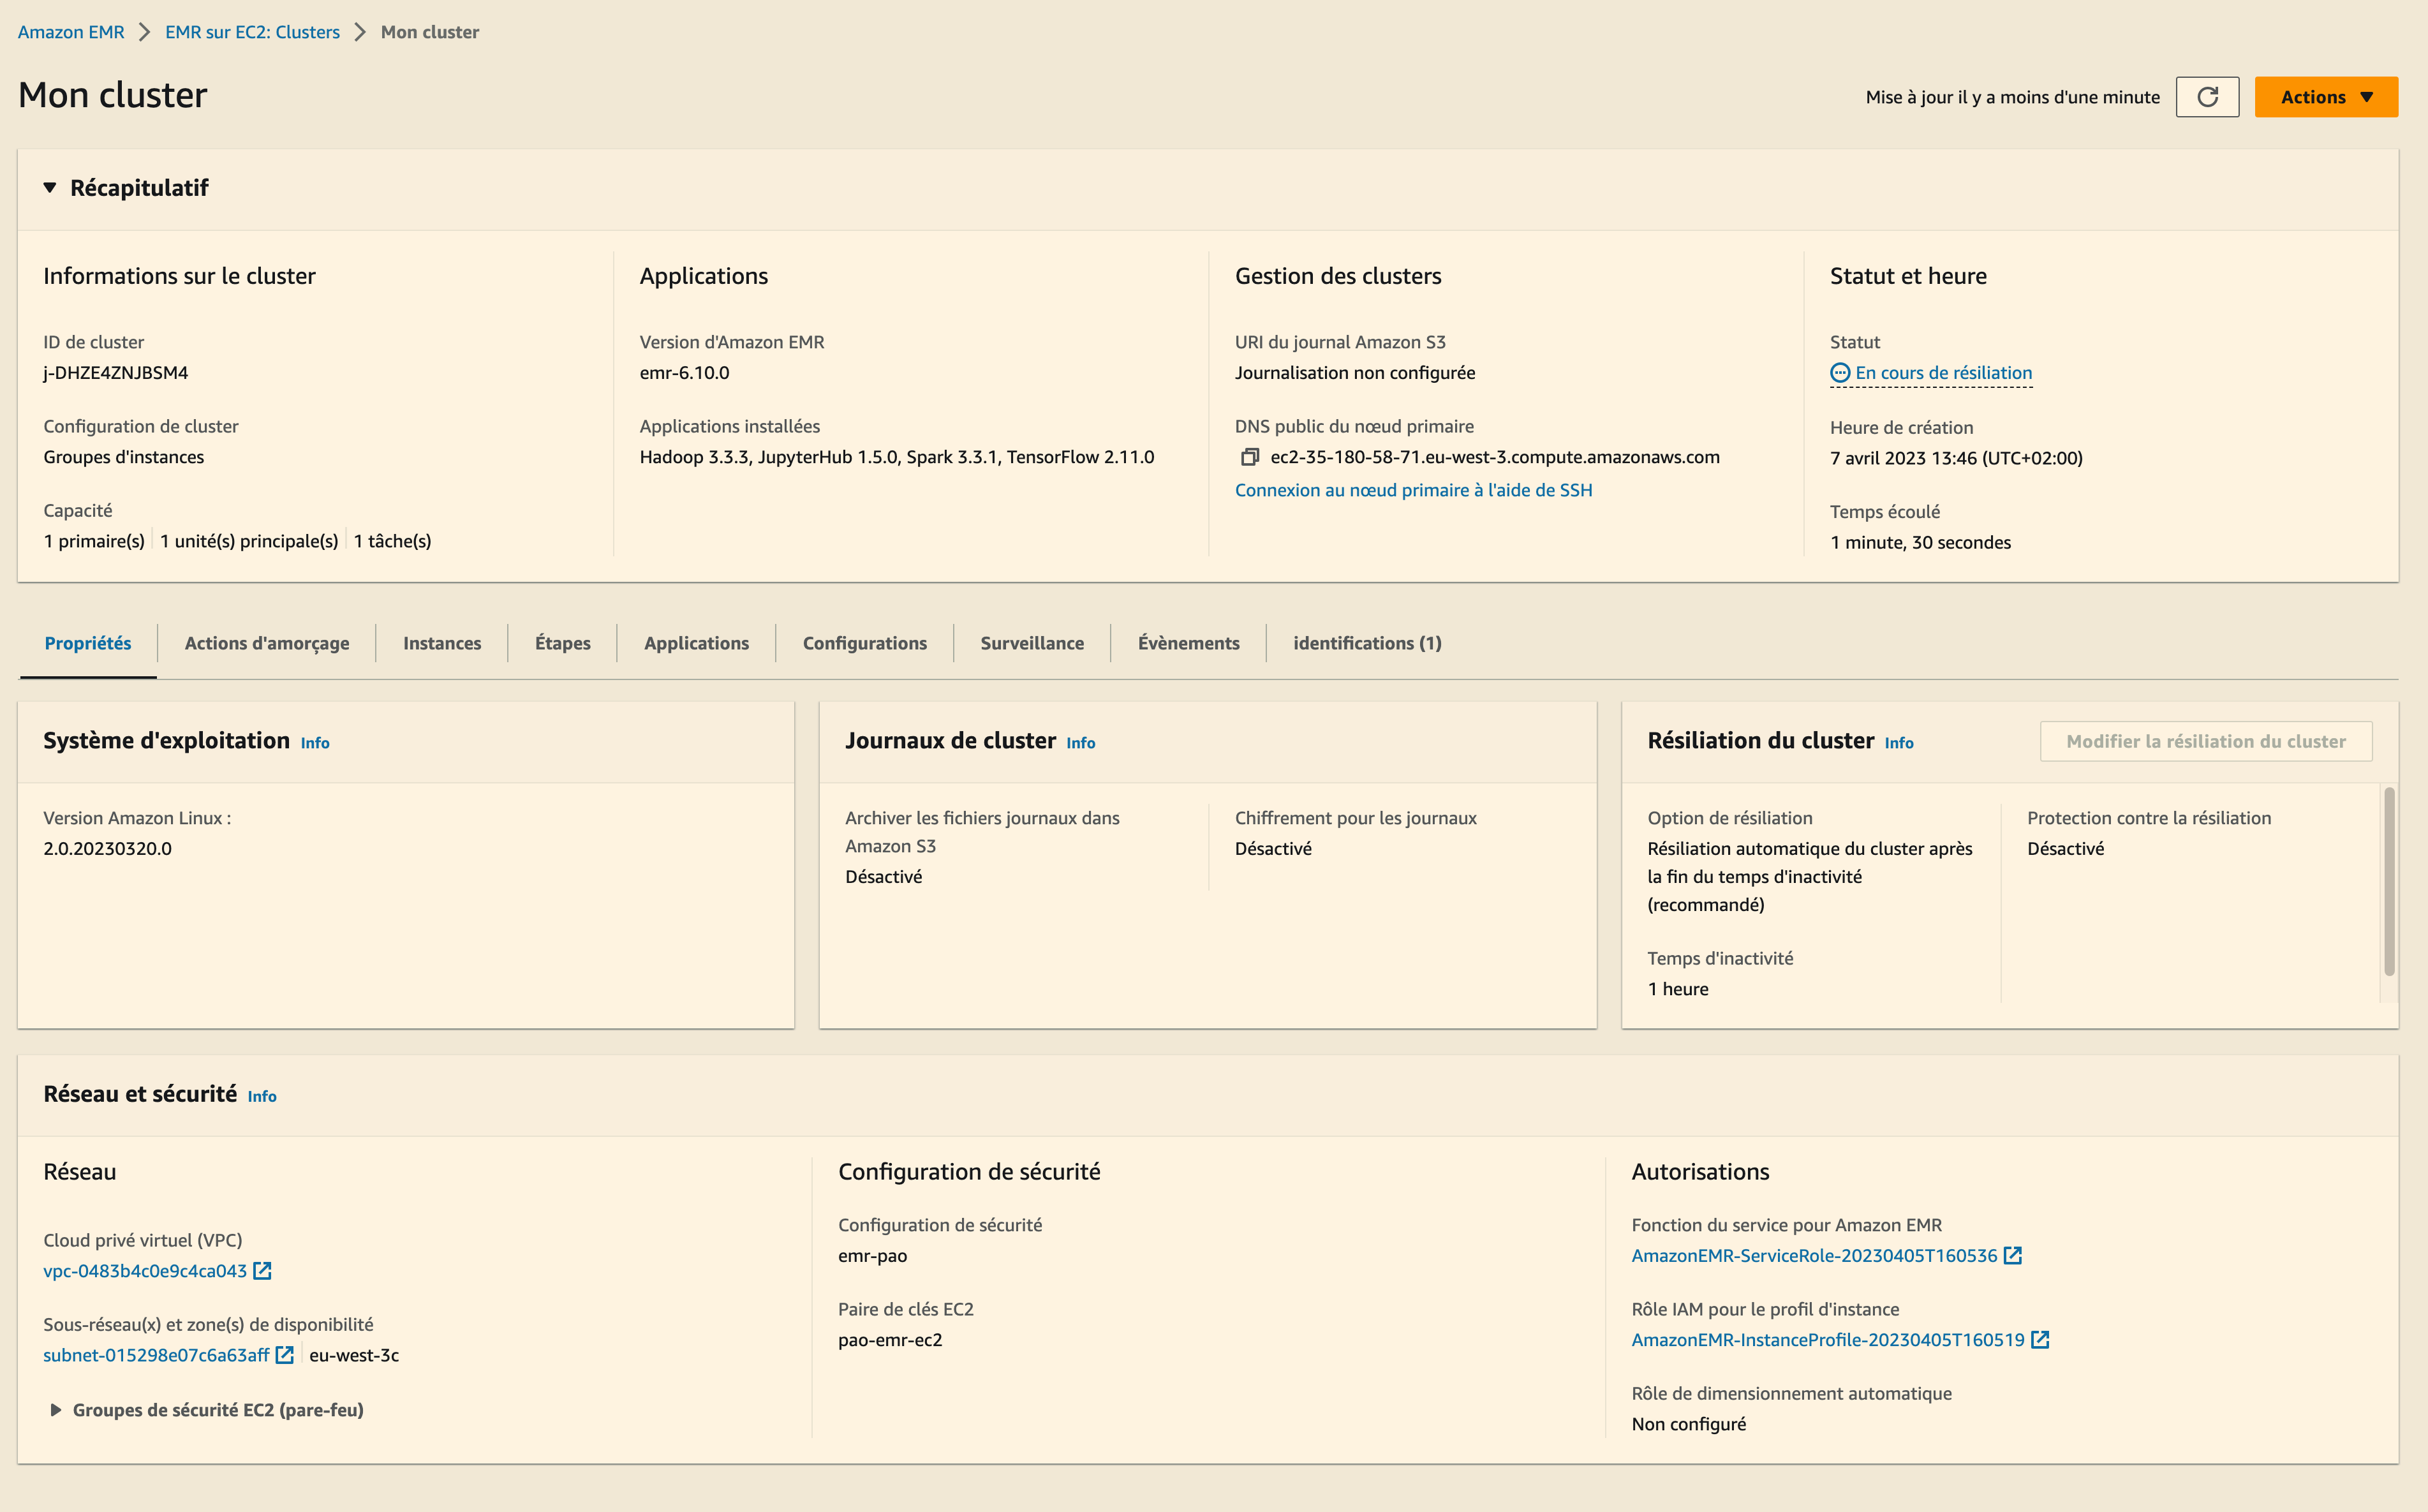 Amazon EMR > EMR sur EC2: Clusters > Mon cluster
Mon cluster
Mise à jour il y a moins d'une minute
Actions
Récapitulatif
Informations sur le cluster
ID de cluster
j-DHZE4ZNJBSM4
Configuration de cluster
Groupes d'instances
Capacité
1 primaire(s) | 1 unité(s) principale(s) | 1 tâche(s)
Applications
Version d'Amazon EMR
emr-6.10.0
Applications installées
Hadoop 3.3.3, JupyterHub 1.5.0, Spark 3.3.1, TensorFlow 2.11.0
Gestion des clusters
URI du journal Amazon S3
Journalisation non configurée
DNS public du nœud primaire
ec2-35-180-58-71.eu-west-3.compute.amazonaws.com
Connexion au nœud primaire à l'aide de SSH
Statut et heure
Statut
En cours de résiliation
Heure de création
7 avril 2023 13:46 (UTC+02:00)
Temps écoulé
1 minute, 30 secondes
Propriétés
Actions d'amorçage
Instances
Étapes
Applications
Configurations
Surveillance
Évènements
identifications (1)
Système d'exploitation Info
Version Amazon Linux :
2.0.20230320.0
Journaux de cluster Info
Archiver les fichiers journaux dans
Amazon S3
Désactivé
Chiffrement pour les journaux
Désactivé
Résiliation du cluster Info
Modifier la résiliation du cluster
Option de résiliation
Résiliation automatique du cluster après
la fin du temps d'inactivité
(recommandé)
Temps d'inactivité
1 heure
Protection contre la résiliation
Désactivé
Réseau et sécurité Info
Réseau
Cloud privé virtuel (VPC)
vpc-0483b4c0e9c4ca043
Sous-réseau(x) et zone(s) de disponibilité
subnet-015298e07c6a63aff | eu-west-3c
Groupes de sécurité EC2 (pare-feu)
Configuration de sécurité
Configuration de sécurité
emr-pao
Paire de clés EC2
pao-emr-ec2
Autorisations
Fonction du service pour Amazon EMR
AmazonEMR-ServiceRole-20230405T160536
Rôle IAM pour le profil d'instance
AmazonEMR-InstanceProfile-20230405T160519
Rôle de dimensionnement automatique
Non configuré